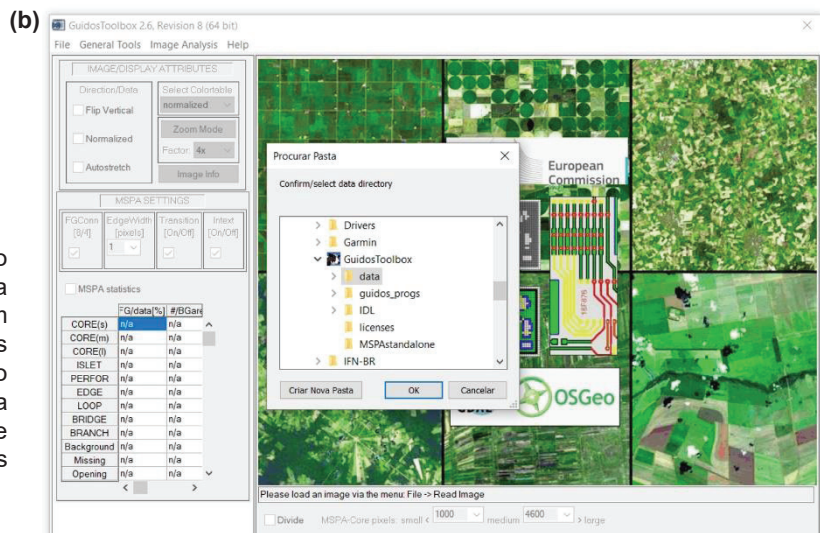 (b)
GuidosToolbox 2.6, Revision 8 (64 bit)
File General Tools Image Analysis Help
IMAGE/DISPLAY ATTRIBUTES
Direction/Data
Flip Vertical
Normalized
Autostretch
Select Colortable
normalized
Zoom Mode
Factor: 4x
Image Info
MSPA SETTINGS
FGConn [8/4]
EdgeWidth [pixels]
1
Transition [On/Off]
Intext [On/Off]
MSPA statistics
FG/data[%] #/BGare
CORE(s) n/a n/a
CORE(m) n/a n/a
CORE(l) n/a n/a
ISLET n/a n/a
PERFOR n/a n/a
EDGE n/a n/a
LOOP n/a n/a
BRIDGE n/a n/a
BRANCH n/a n/a
Background n/a n/a
Missing n/a n/a
Opening n/a n/a
Procurar Pasta
Confirm/select data directory
Drivers
Garmin
GuidosToolbox
data
guidos_progs
IDL
licenses
MSPAstandalone
IFN-BR
Criar Nova Pasta OK Cancelar
European
Commission
OSGeo
Please load an image via the menu: File -> Read Image
Divide MSPA-Core pixels: small < 1000 medium 4600 > large
o
a
n
s
o
a
e
s